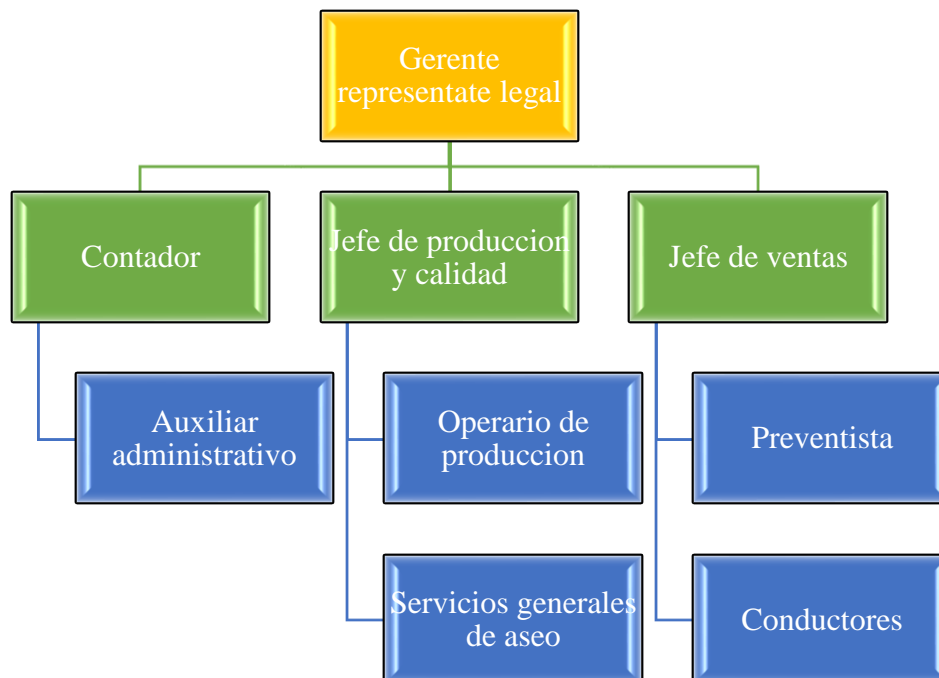 Gerente
represetate legal
Contador
Jefe de produccion
y calidad
Jefe de ventas
Auxiliar
administrativo
Operario de
produccion
Preventista
Servicios generales
de aseo
Conductores